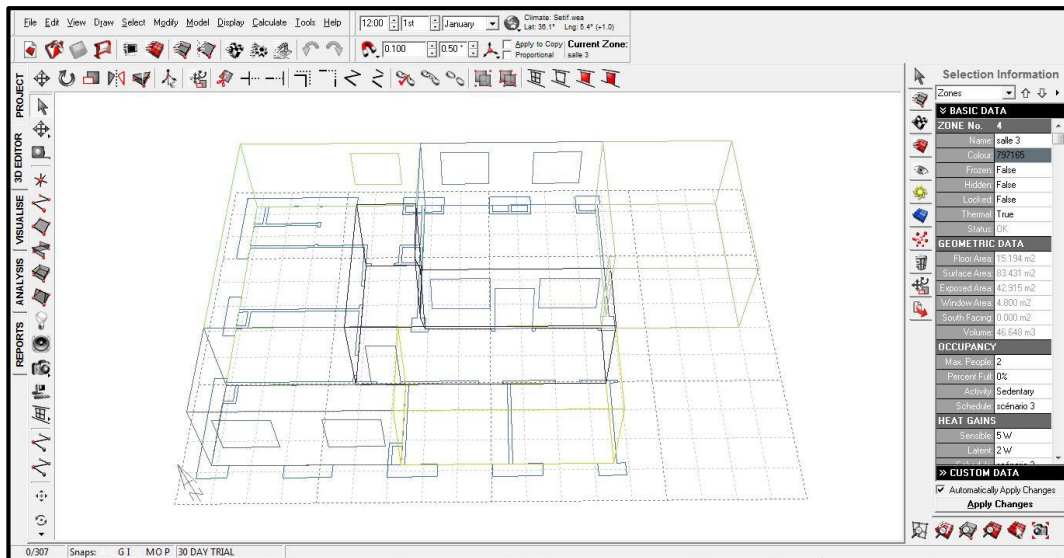 File Edit View Draw Select Modify Model Display Calculate Tools Help
12:00 1st January
Climate: Setif.wea
Lat: 36.1° Lng: 5.4° (+1.0)
0.100 0.50 °
Apply to Copy
Proportional
Current Zone:
salle 3
PROJECT
3D EDITOR
VISUALISE
ANALYSIS
REPORTS
Selection Information
Zones
BASIC DATA
ZONE No. 4
Name: salle 3
Colour: 797165
Frozen: False
Hidden: False
Locked: False
Thermal: True
Status: OK
GEOMETRIC DATA
Floor Area: 15.194 m2
Surface Area: 83.431 m2
Exposed Area: 42.915 m2
Window Area: 4.800 m2
South Facing: 0.000 m2
Volume: 46.648 m3
OCCUPANCY
Max. People: 2
Percent Full: 0%
Activity: Sedentary
Schedule: scénario 3
HEAT GAINS
Sensible: 5 W
Latent: 2 W
CUSTOM DATA
Automatically Apply Changes
Apply Changes
0/307 Snaps: G I M O P 30 DAY TRIAL